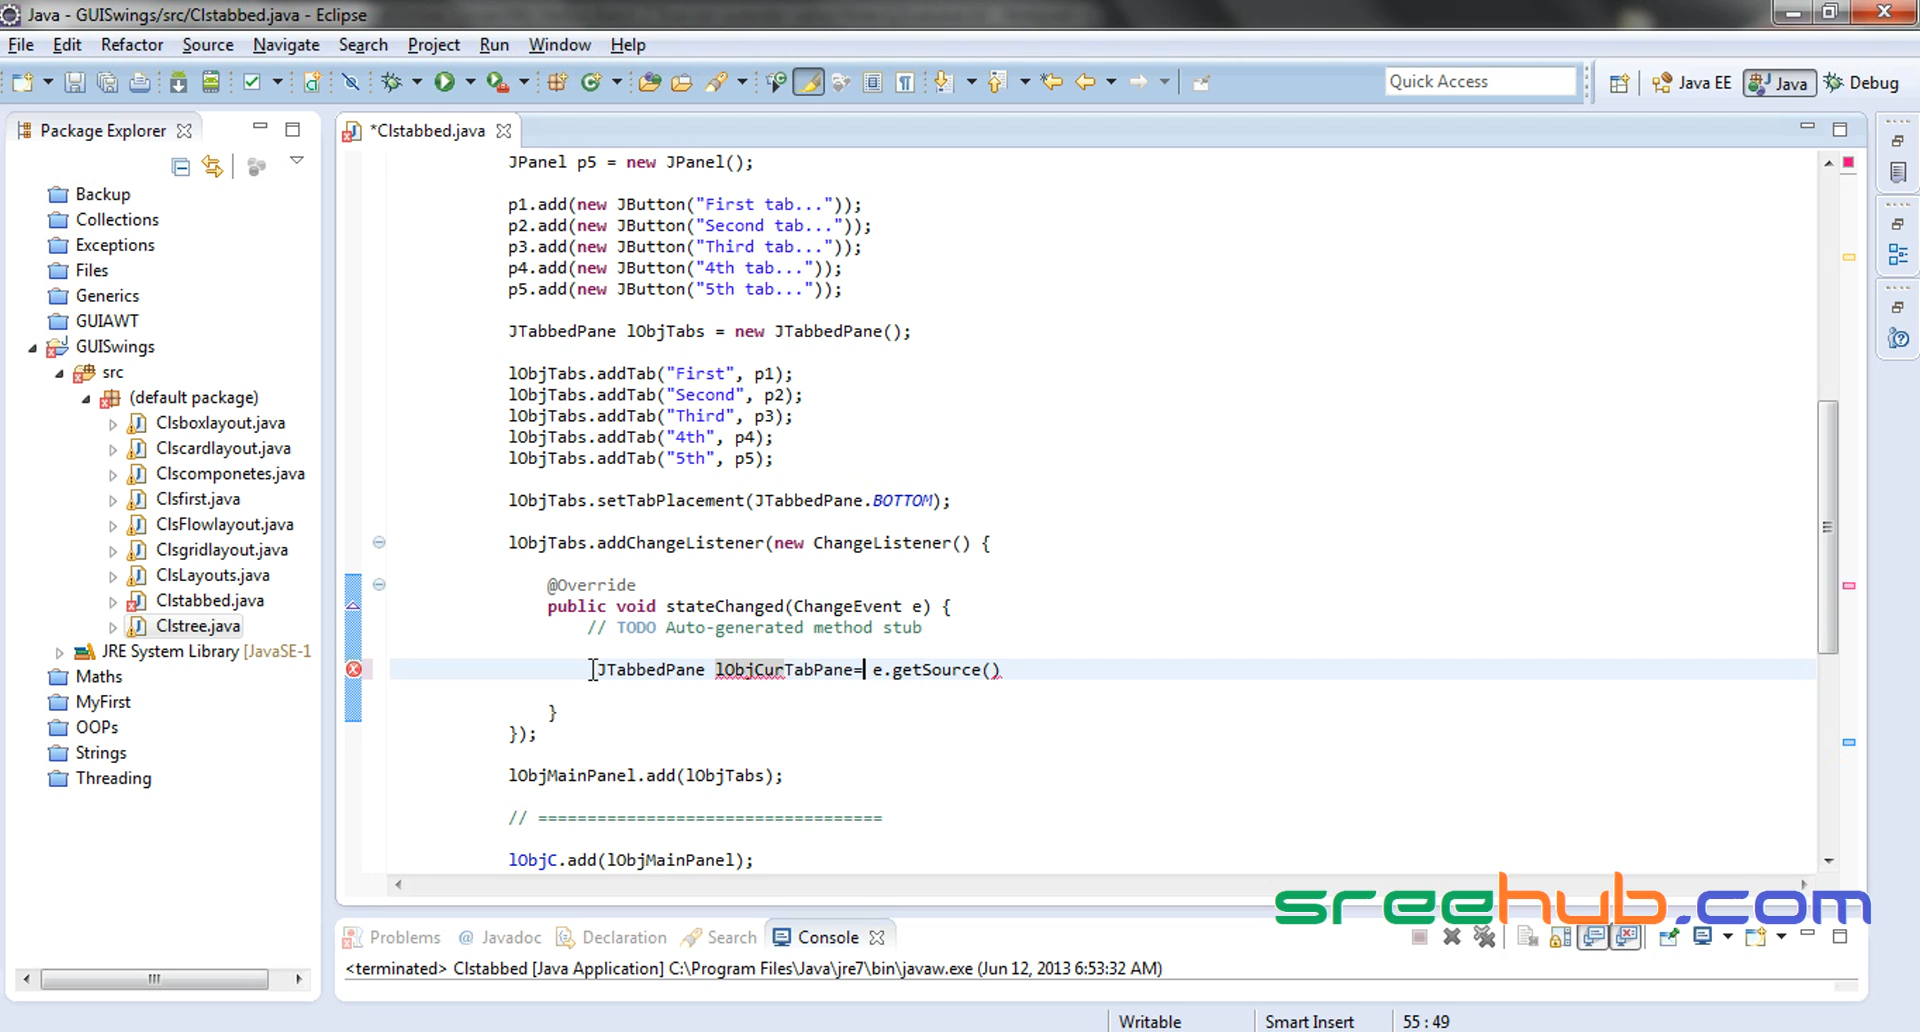 Java - GUISwings/src/Clstabbed.java - Eclipse
File Edit Refactor Source Navigate Search Project Run Window Help
Quick Access
Java EE
Java
Debug
Package Explorer
*Clstabbed.java
Backup
Collections
Exceptions
Files
Generics
GUIAWT
GUISwings
src
(default package)
Clsboxlayout.java
Clscardlayout.java
Clscomponetes.java
Clsfirst.java
ClsFlowlayout.java
Clsgridlayout.java
ClsLayouts.java
Clstabbed.java
Clstree.java
JRE System Library [JavaSE-1
Maths
MyFirst
OOPs
Strings
Threading
JPanel p5 = new JPanel();
p1.add(new JButton("First tab..."));
p2.add(new JButton("Second tab..."));
p3.add(new JButton("Third tab..."));
p4.add(new JButton("4th tab..."));
p5.add(new JButton("5th tab..."));
JTabbedPane lObjTabs = new JTabbedPane();
lObjTabs.addTab("First", p1);
lObjTabs.addTab("Second", p2);
lObjTabs.addTab("Third", p3);
lObjTabs.addTab("4th", p4);
lObjTabs.addTab("5th", p5);
lObjTabs.setTabPlacement(JTabbedPane.BOTTOM);
lObjTabs.addChangeListener(new ChangeListener() {
@Override
public void stateChanged(ChangeEvent e) {
// TODO Auto-generated method stub
JTabbedPane lObjCurTabPane= e.getSource()
}
});
lObjMainPanel.add(lObjTabs);
// ===================================
lObjC.add(lObjMainPanel);
sreehub.com
Problems
@ Javadoc
Declaration
Search
Console
<terminated> Clstabbed [Java Application] C:\Program Files\Java\jre7\bin\javaw.exe (Jun 12, 2013 6:53:32 AM)
Writable
Smart Insert
55 : 49